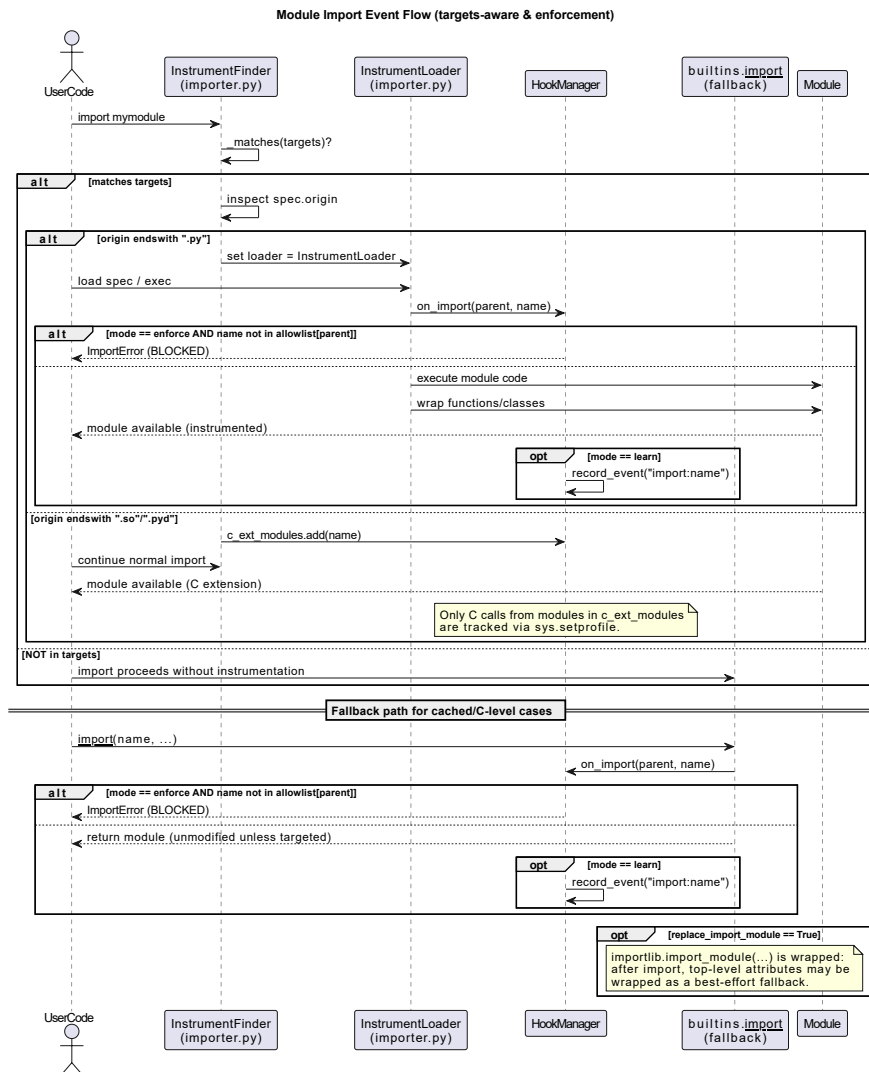 Module Import Event Flow (targets-aware & enforcement)
UserCode
InstrumentFinder
(importer.py)
InstrumentLoader
(importer.py)
HookManager
builtins.import
(fallback)
Module
import mymodule
_matches(targets)?
alt
[matches targets]
inspect spec.origin
alt
[origin endswith ".py"]
set loader = InstrumentLoader
load spec / exec
on_import(parent, name)
alt
[mode == enforce AND name not in allowlist[parent]]
ImportError (BLOCKED)
execute module code
wrap functions/classes
module available (instrumented)
opt
[mode == learn]
record_event("import:name")
[origin endswith ".so"/".pyd"]
c_ext_modules.add(name)
continue normal import
module available (C extension)
Only C calls from modules in c_ext_modules
are tracked via sys.setprofile.
[NOT in targets]
import proceeds without instrumentation
Fallback path for cached/C-level cases
import(name, ...)
on_import(parent, name)
alt
[mode == enforce AND name not in allowlist[parent]]
ImportError (BLOCKED)
return module (unmodified unless targeted)
opt
[mode == learn]
record_event("import:name")
opt
[replace_import_module == True]
importlib.import_module(...) is wrapped:
after import, top-level attributes may be
wrapped as a best-effort fallback.
UserCode
InstrumentFinder
(importer.py)
InstrumentLoader
(importer.py)
HookManager
builtins.import
(fallback)
Module